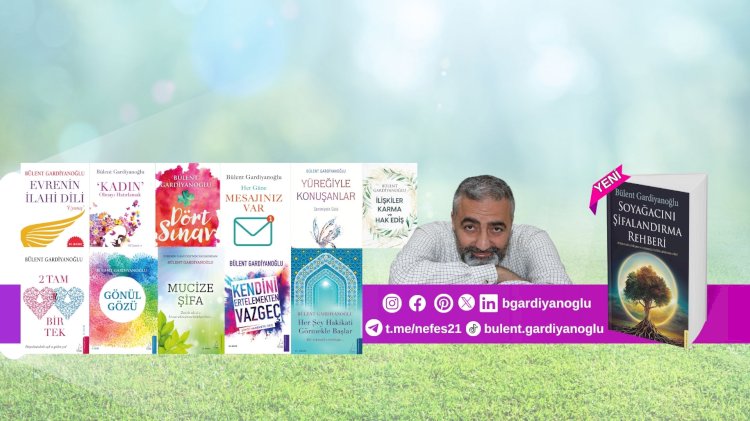 BÜLENT GARDİYANOĞLU
EVRENİN
İLAHİ DİLİ
Bülent Gardiyanoğlu
'KADIN'
Olmayı Hatırlamak
BÜLENT
GARDİYANOĞLU
Dört
Sınav
Bülent Gardiyanoğlu
Her Güne
MESAJINIZ
VAR
1
BÜLENT GARDİYANOĞLU
YÜREĞİYLE
KONUŞANLAR
BÜLENT
GARDİYANOĞLU
İLİŞKİLER
KARMA
ve
HAK EDİŞ
2 TAM
BİR
TEK
BÜLENT GARDİYANOĞLU
GÖNÜL
GÖZÜ
BÜLENT GARDİYANOĞLU
MUCİZE
ŞİFA
KENDİNİ
ERTELEMEKTEN
VAZGEÇ
BÜLENT GARDİYANOĞLU
Her Şey Hakikati
Görmekle Başlar
bgardiyanoglu
t.me/nefes21
bulent.gardiyanoglu
YENİ
Bülent Gardiyanoğlu
SOYAĞACINI
ŞİFALANDIRMA
REHBERİ